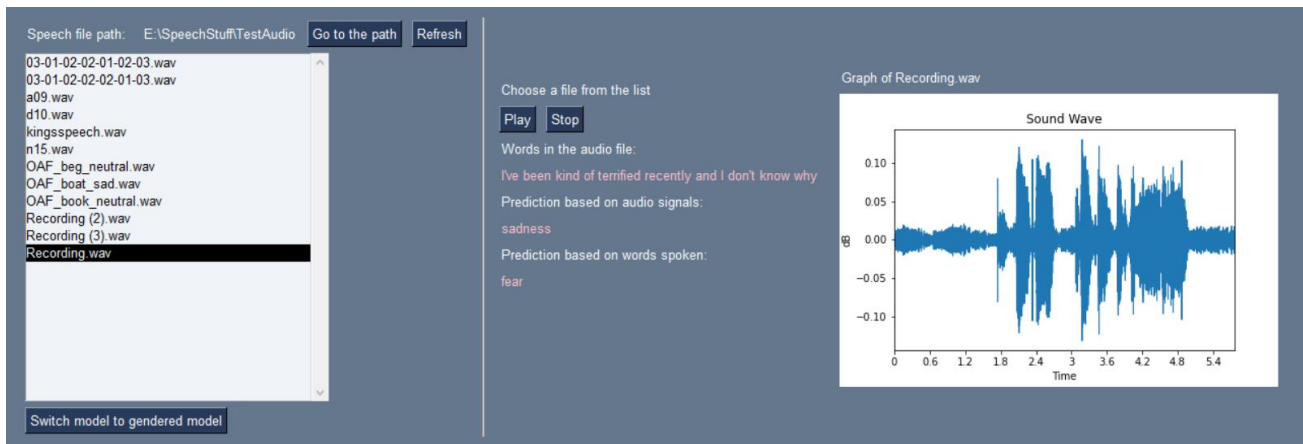 Speech file path: E:\SpeechStuff\TestAudio Go to the path Refresh
03-01-02-02-01-02-03.wav
03-01-02-02-02-01-03.wav
a09.wav
d10.wav
kingsspeech.wav
n15.wav
OAF_beg_neutral.wav
OAF_boat_sad.wav
OAF_book_neutral.wav
Recording (2).wav
Recording (3).wav
Recording.wav
Switch model to gendered model
Choose a file from the list
Play Stop
Words in the audio file:
I've been kind of terrified recently and I don't know why
Prediction based on audio signals:
sadness
Prediction based on words spoken:
fear
Graph of Recording.wav
Sound Wave
0.10
0.05
0.00
−0.05
−0.10
dB
0 0.6 1.2 1.8 2.4 3 3.6 4.2 4.8 5.4
Time